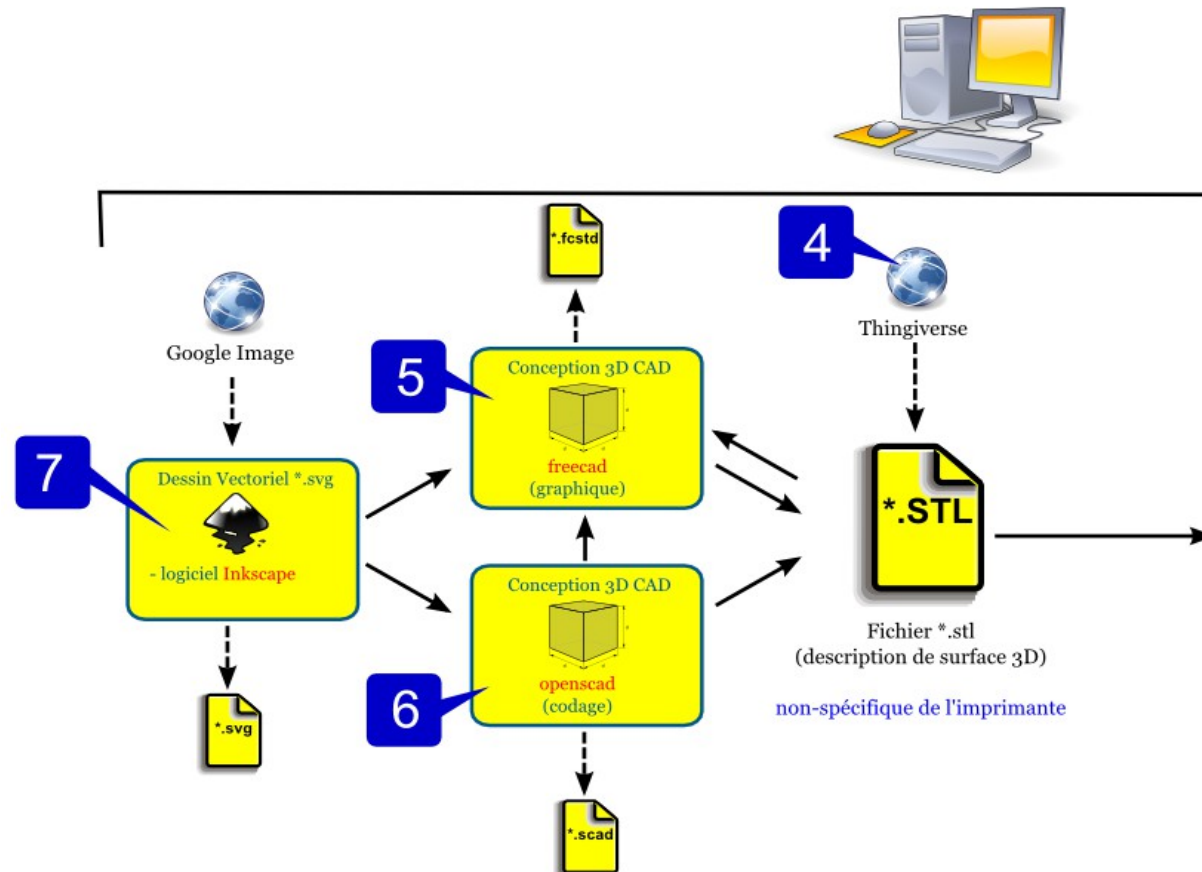 *.fcstd
4
Google Image
Thingiverse
5
Conception 3D CAD
freecad
(graphique)
7
Dessin Vectoriel *.svg
- logiciel Inkscape
*.STL
Conception 3D CAD
openscad
(codage)
6
Fichier *.stl
(description de surface 3D)
non-spécifique de l'imprimante
*.svg
*.scad